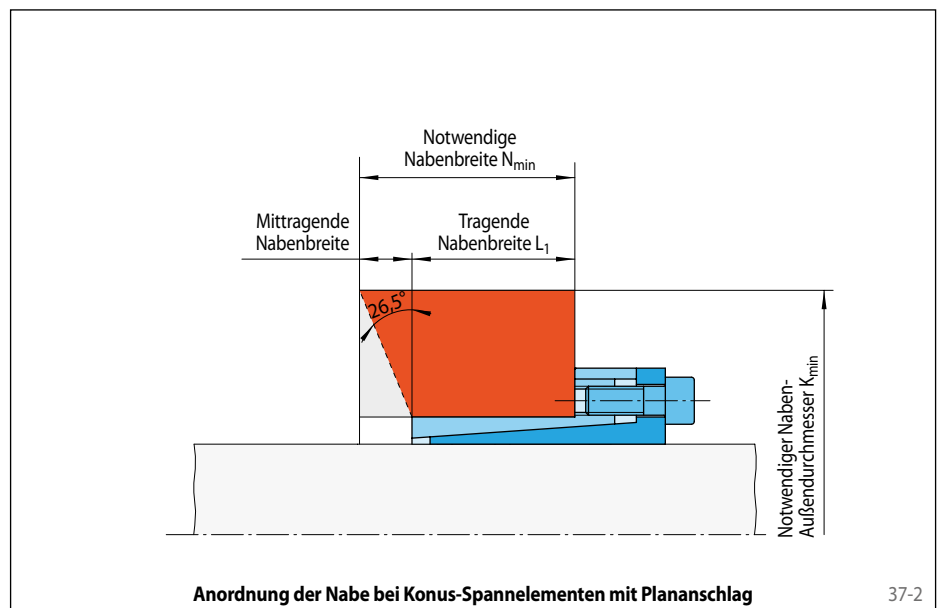 Notwendige
Nabenbreite Nmin
Mittragende
Nabenbreite
Tragende
Nabenbreite L1
26,5°
Notwendiger Naben-
Außendurchmesser Kmin
Anordnung der Nabe bei Konus-Spannelementen mit Plananschlag
37-2